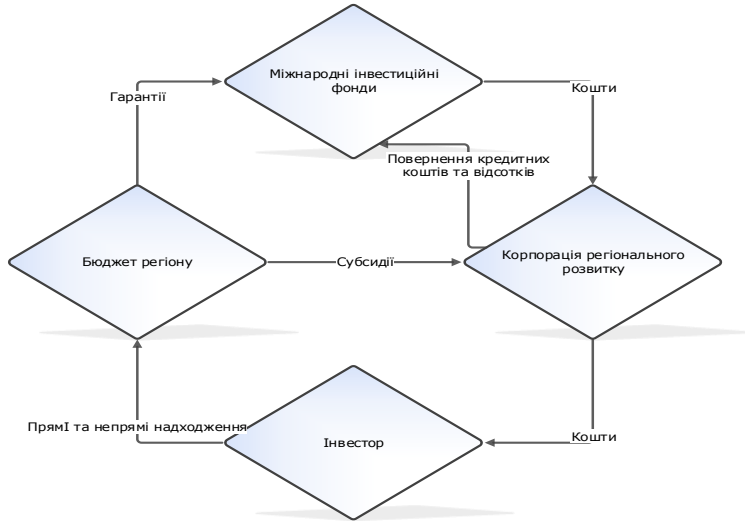 Міжнародні інвестиційні
фонди
Гарантії
Кошти
Повернення кредитних
коштів та відсотків
Бюджет регіону
Субсидії
Корпорація регіонального
розвитку
ПрямІ та непрямі надходження
Інвестор
Кошти